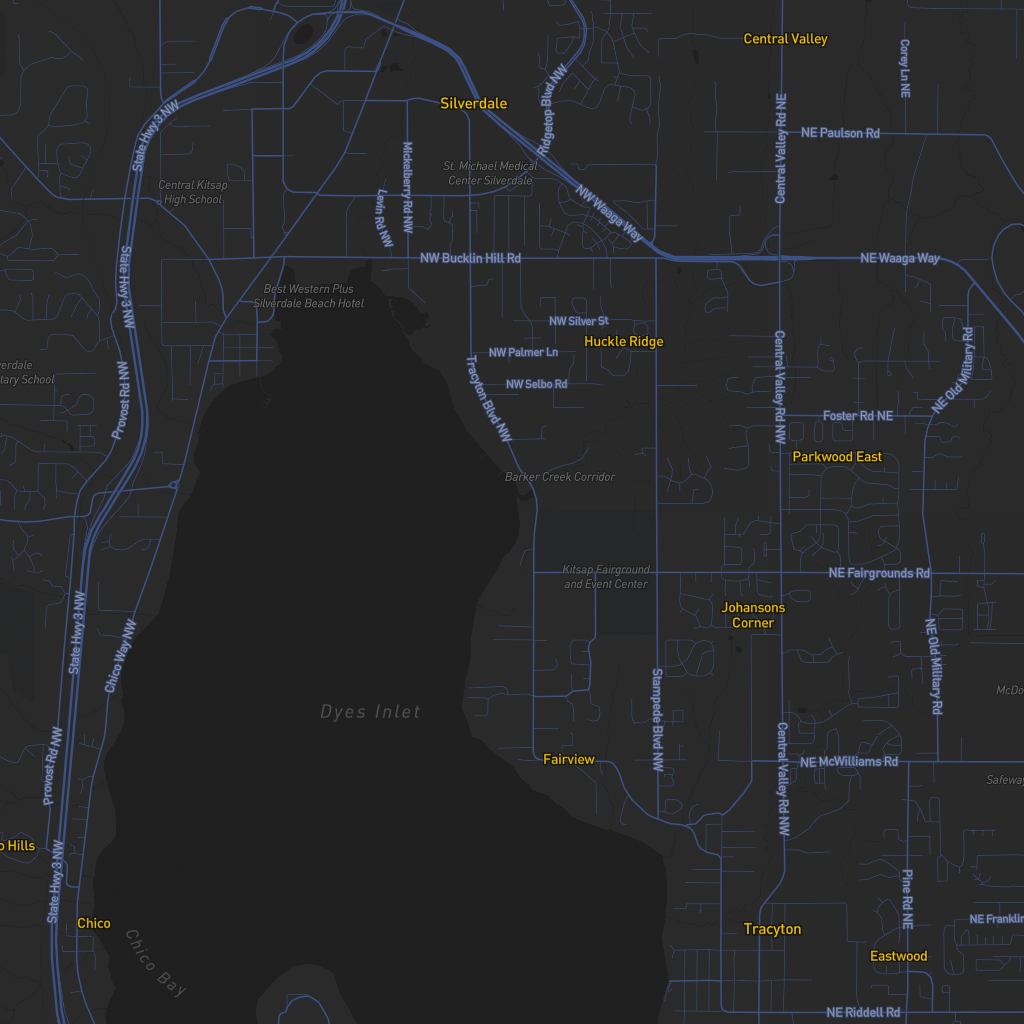 Central Valley
Corey Ln NE
Silverdale
Ridgetop Blvd NW
State Hwy 3 NW
Central Valley Rd NE
NE Paulson Rd
Mickelberry Rd NW
St. Michael Medical
Center Silverdale
Central Kitsap
High School
Levin Rd NW
NW Waaga Way
State Hwy 3 NW
NW Bucklin Hill Rd
NE Waaga Way
Best Western Plus
Silverdale Beach Hotel
NW Silver St
Huckle Ridge
NW Palmer Ln
NW Selbo Rd
NE Old Military Rd
tary School
Provost Rd NW
Tracyton Blvd NW
Central Valley Rd NW
Foster Rd NE
Parkwood East
Barker Creek Corridor
Kitsap Fairground
and Event Center
NE Fairgrounds Rd
State Hwy 3 NW
Johansons
Corner
Chico Way NW
NE Old Military Rd
Stampede Blvd NW
McDo
Dyes Inlet
Provost Rd NW
Fairview
Central Valley Rd NW
NE McWilliams Rd
Safeway
o Hills
State Hwy 3 NW
Pine Rd NE
Chico
Tracyton
NE Franklin
Chico Bay
Eastwood
NE Riddell Rd